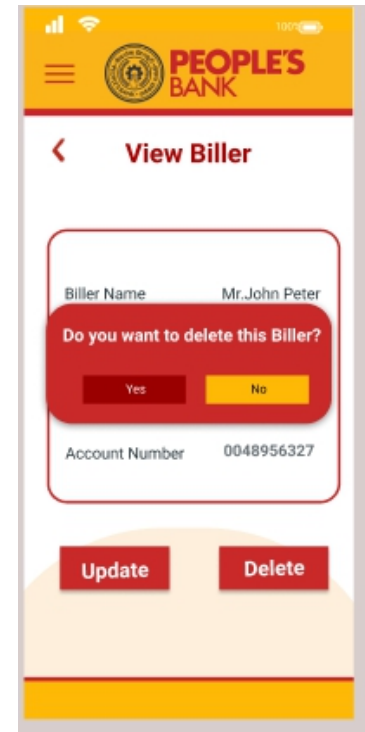 100%
PEOPLE'S
BANK
View Biller
Biller Name Mr.John Peter
Do you want to delete this Biller?
Yes No
Account Number 0048956327
Update Delete